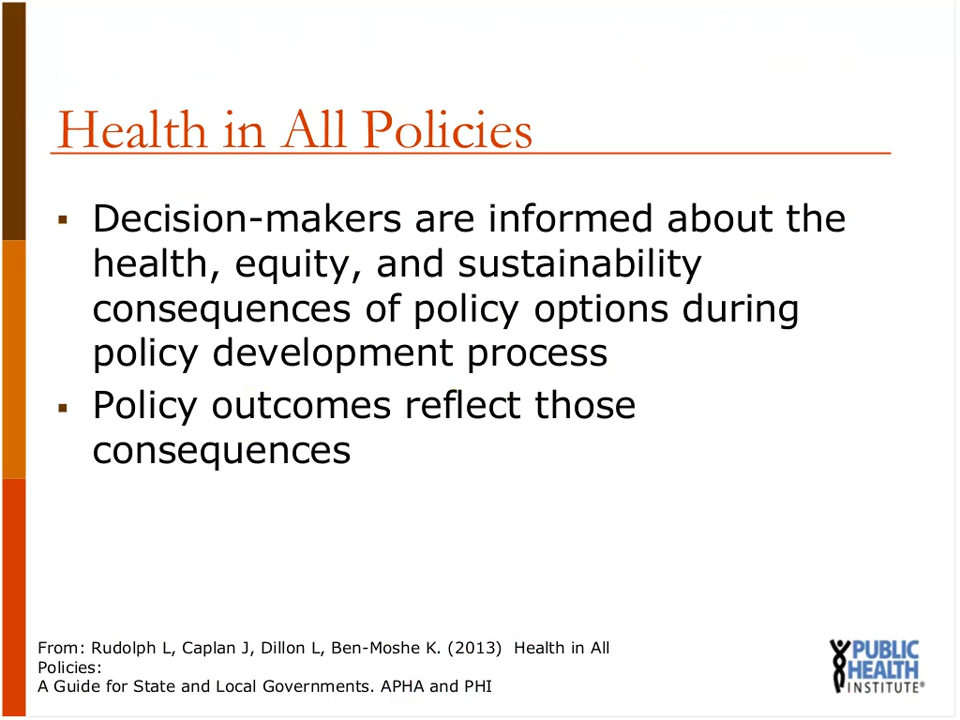 Health in All Policies
▪ Decision-makers are informed about the
health, equity, and sustainability
consequences of policy options during
policy development process
▪ Policy outcomes reflect those
consequences
From: Rudolph L, Caplan J, Dillon L, Ben-Moshe K. (2013)  Health in All
Policies:
A Guide for State and Local Governments. APHA and PHI
PUBLIC
HEALTH
INSTITUTE®